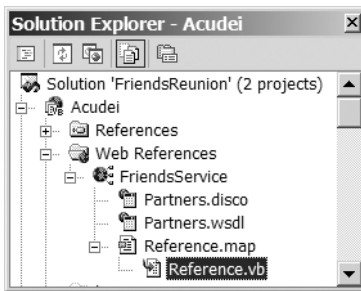 Solution Explorer - Acudei
Solution 'FriendsReunion' (2 projects)
Acudei
References
Web References
FriendsService
Partners.disco
Partners.wsdl
Reference.map
Reference.vb